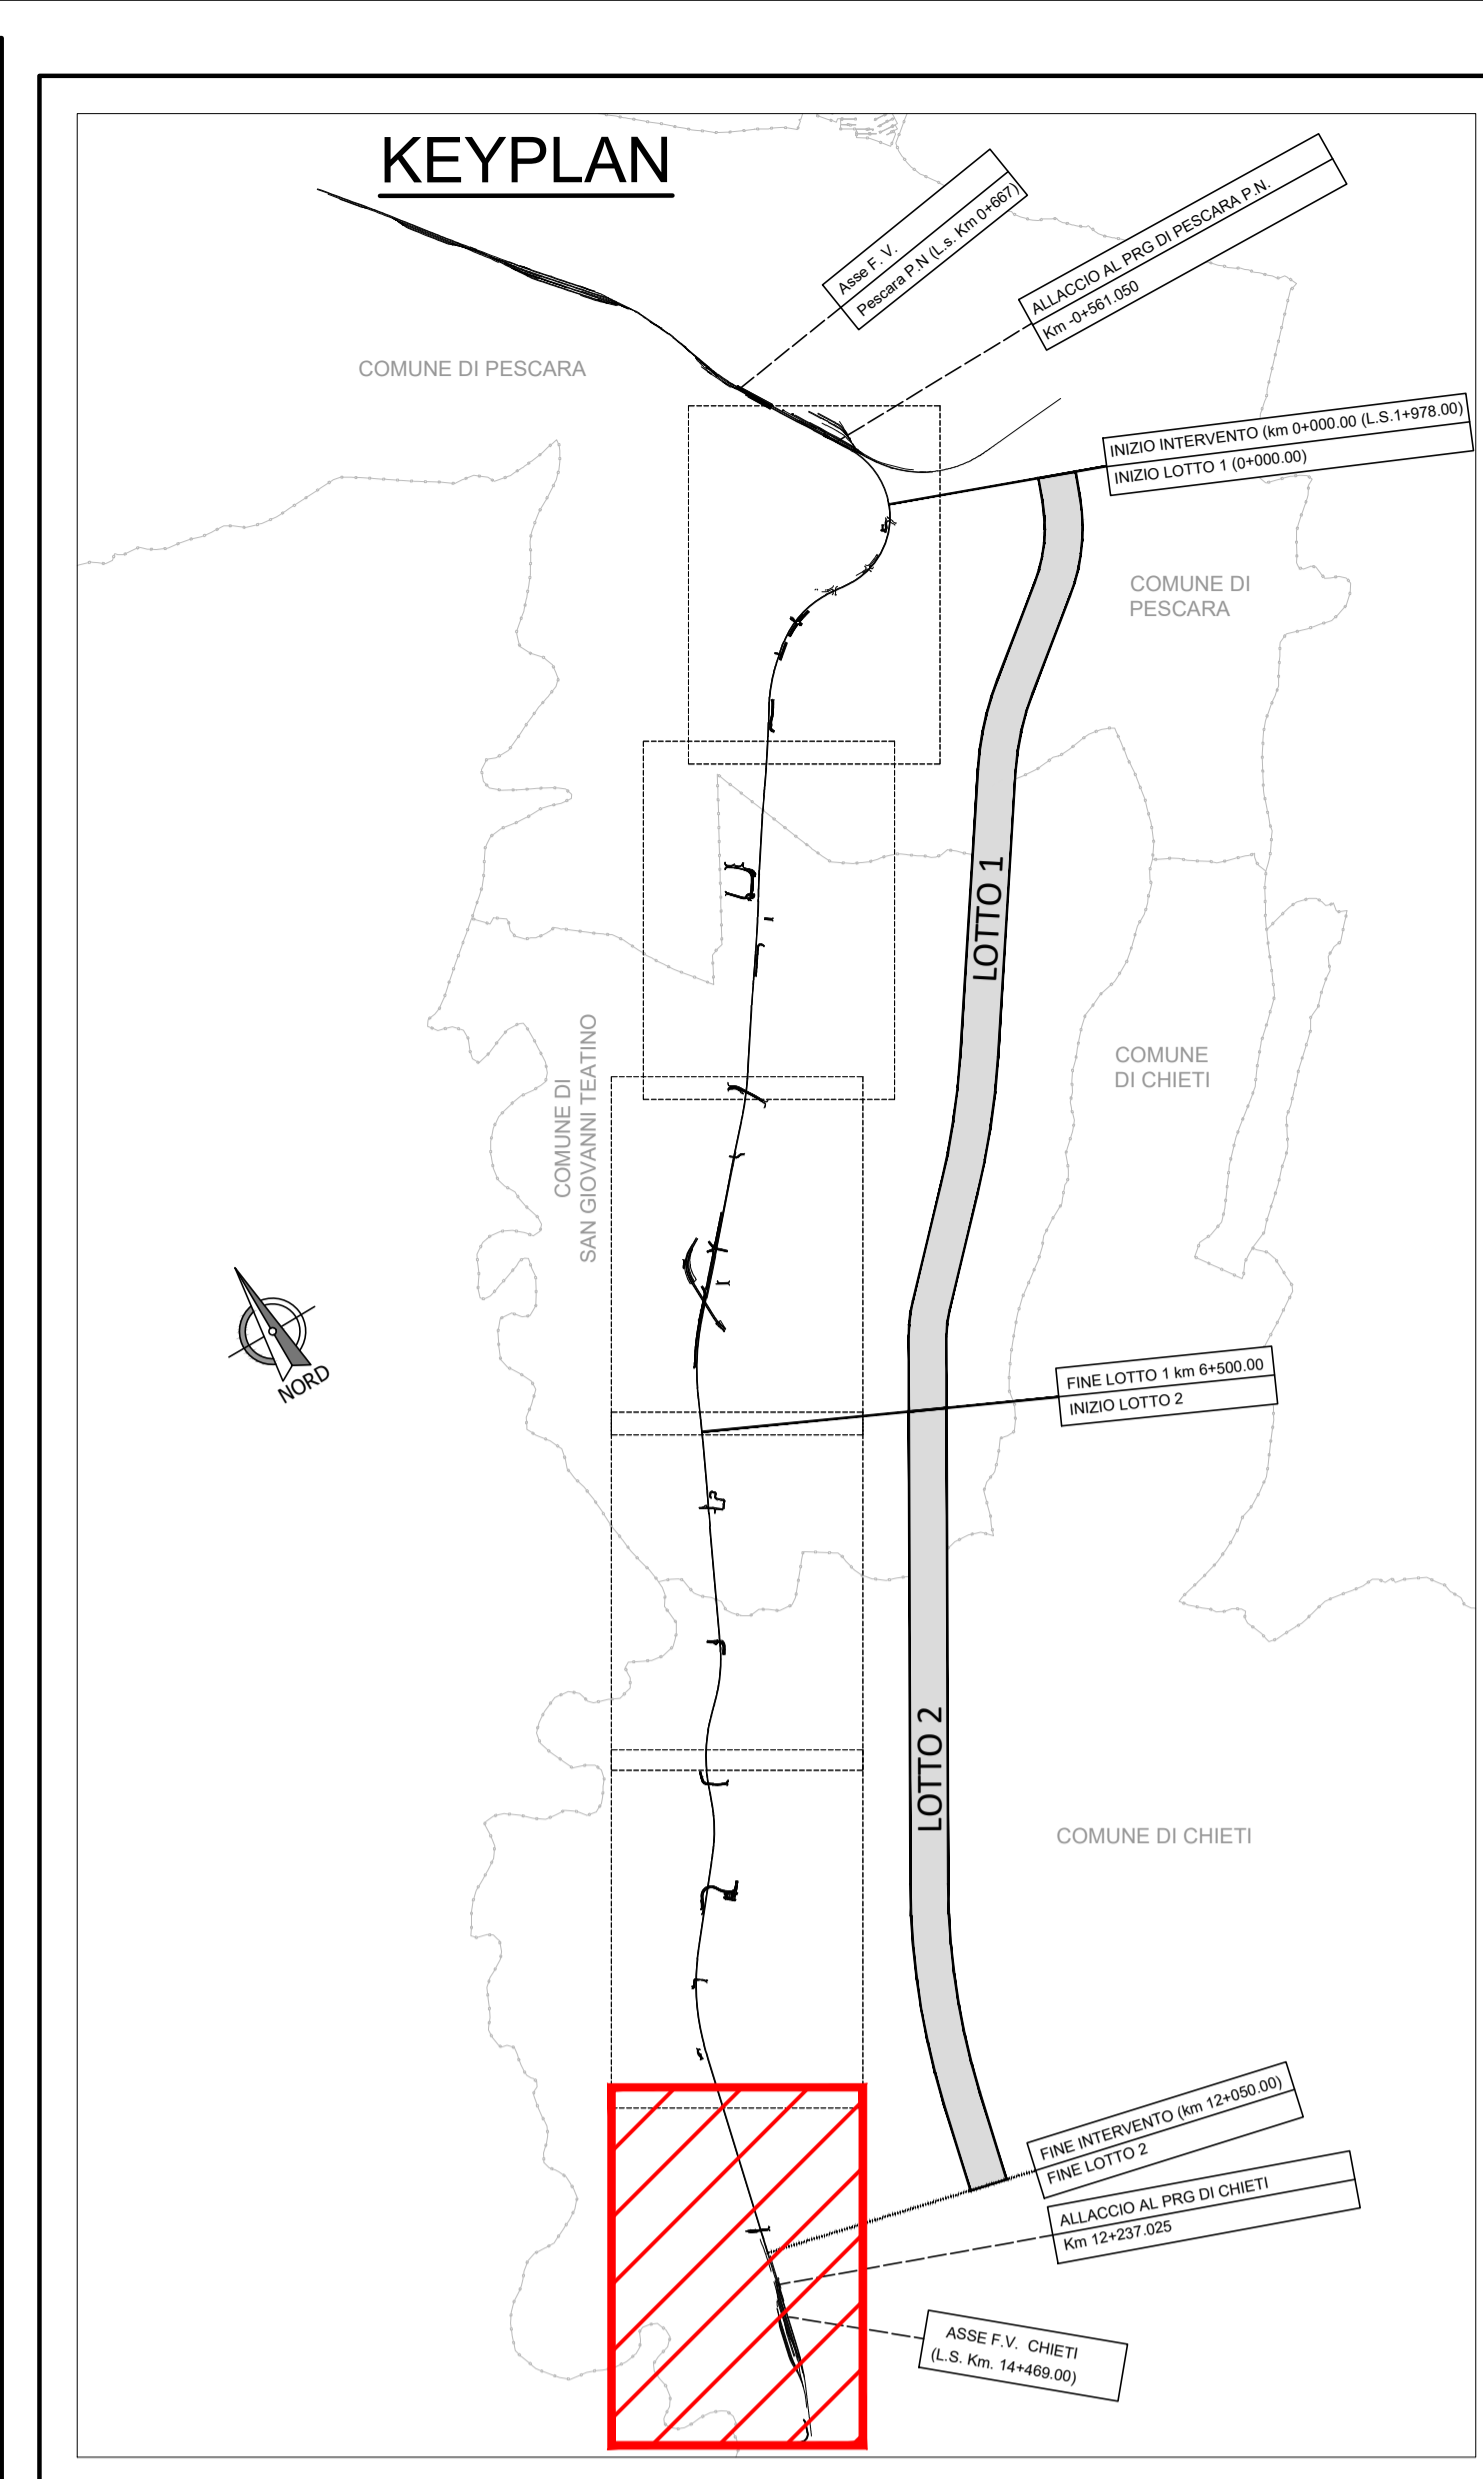 KEYPLAN
Asse F. V.
Pescara P.N (L.s. Km 0+667)
ALLACCIO AL PRG DI PESCARA P.N.
Km -0+561.050
COMUNE DI PESCARA
INIZIO INTERVENTO (km 0+000.00 (L.S.1+978.00)
INIZIO LOTTO 1 (0+000.00)
COMUNE DI
PESCARA
LOTTO 1
COMUNE DI
SAN GIOVANNI TEATINO
COMUNE
DI CHIETI
NORD
FINE LOTTO 1 km 6+500.00
INIZIO LOTTO 2
LOTTO 2
COMUNE DI CHIETI
FINE INTERVENTO (km 12+050.00)
FINE LOTTO 2
ALLACCIO AL PRG DI CHIETI
Km 12+237.025
ASSE F.V. CHIETI
(L.S. Km. 14+469.00)